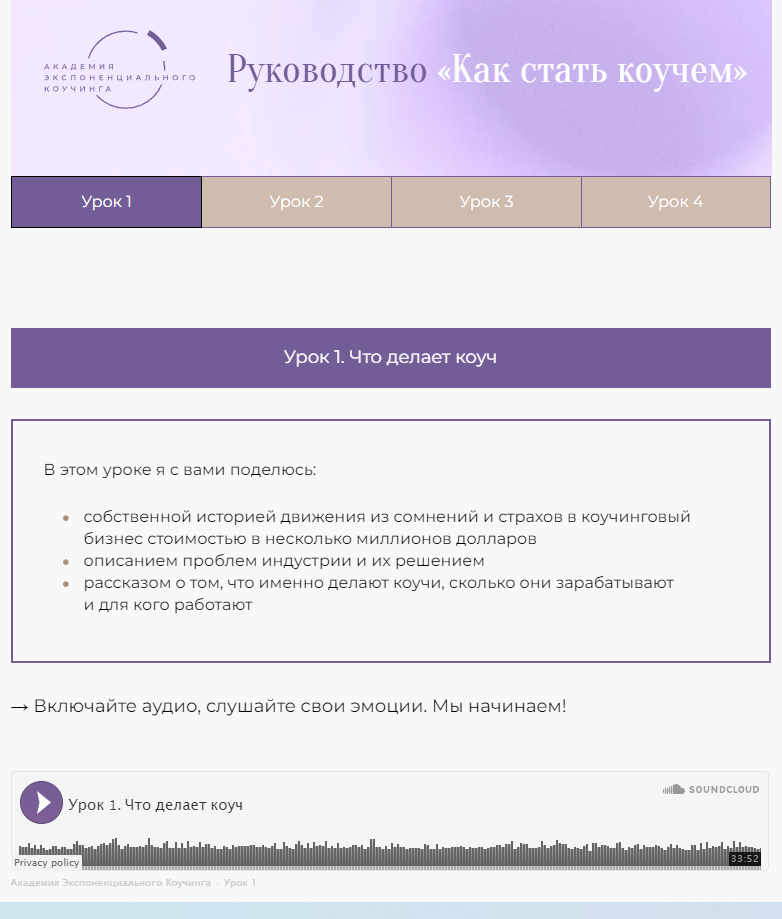 АКАДЕМИЯ
ЭКСПОНЕНЦИАЛЬНОГО
КОУЧИНГА
Руководство «Как стать коучем»
Урок 1
Урок 2
Урок 3
Урок 4
Урок 1. Что делает коуч
В этом уроке я с вами поделюсь:
• собственной историей движения из сомнений и страхов в коучинговый
бизнес стоимостью в несколько миллионов долларов
• описанием проблем индустрии и их решением
• рассказом о том, что именно делают коучи, сколько они зарабатывают
и для кого работают
→ Включайте аудио, слушайте свои эмоции. Мы начинаем!
SOUNDCLOUD
Урок 1. Что делает коуч
33:52
Privacy policy
Академия Экспоненциального Коучинга · Урок 1